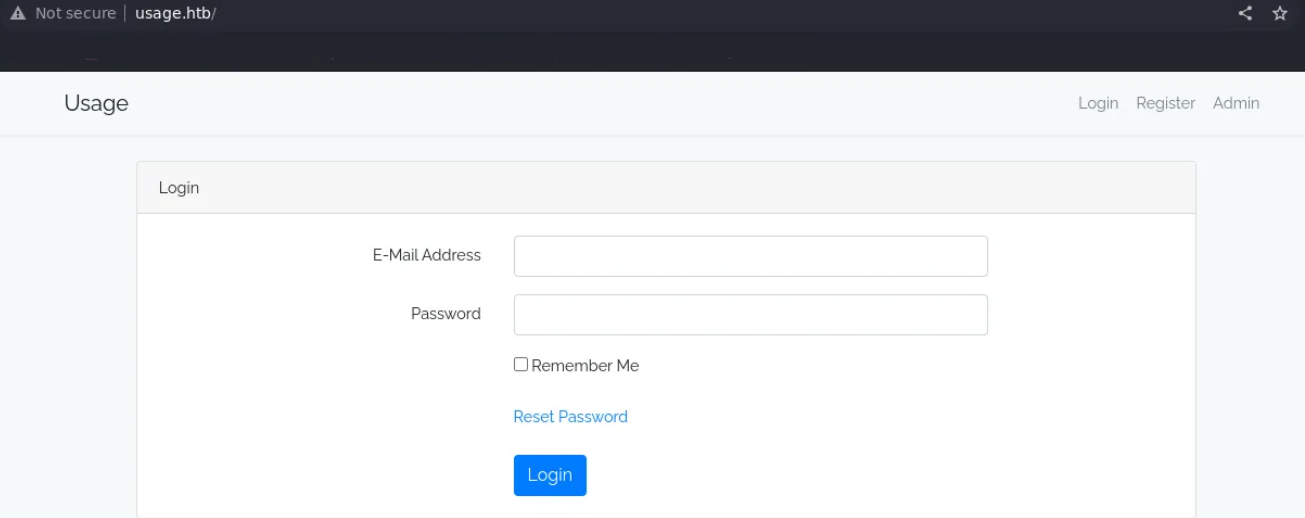 Not secure | usage.htb/
Usage Login Register Admin
Login
E-Mail Address
Password
Remember Me
Reset Password
Login